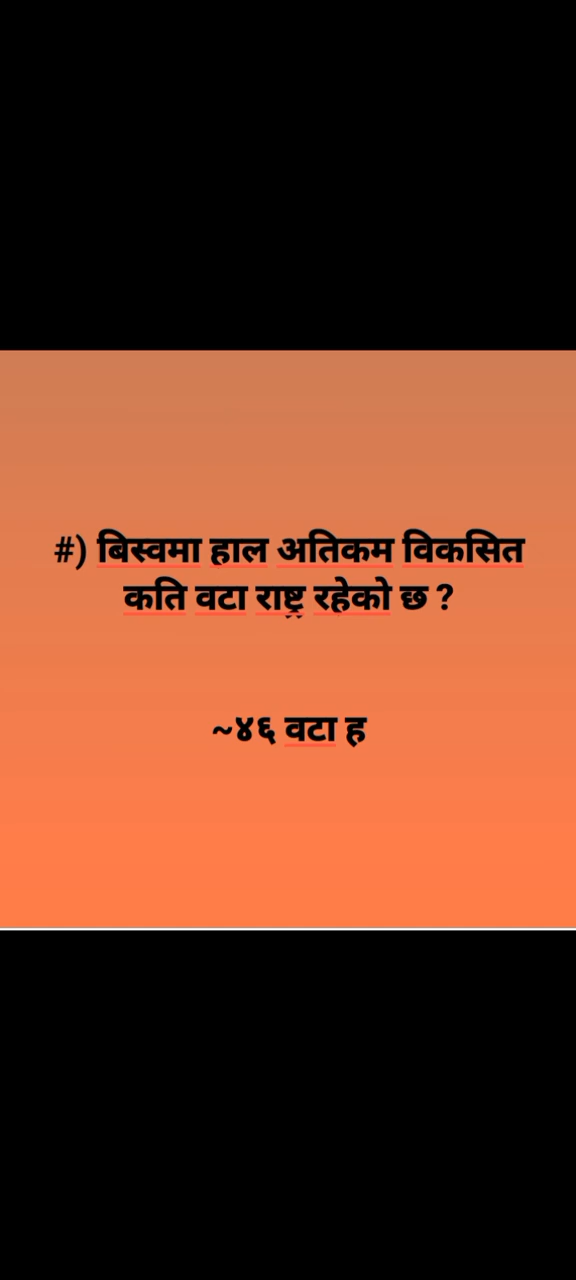 #) बिस्वमा हाल अतिकम विकसित
कति वटा राष्ट्र रहेको छ ?
~४६ वटा ह